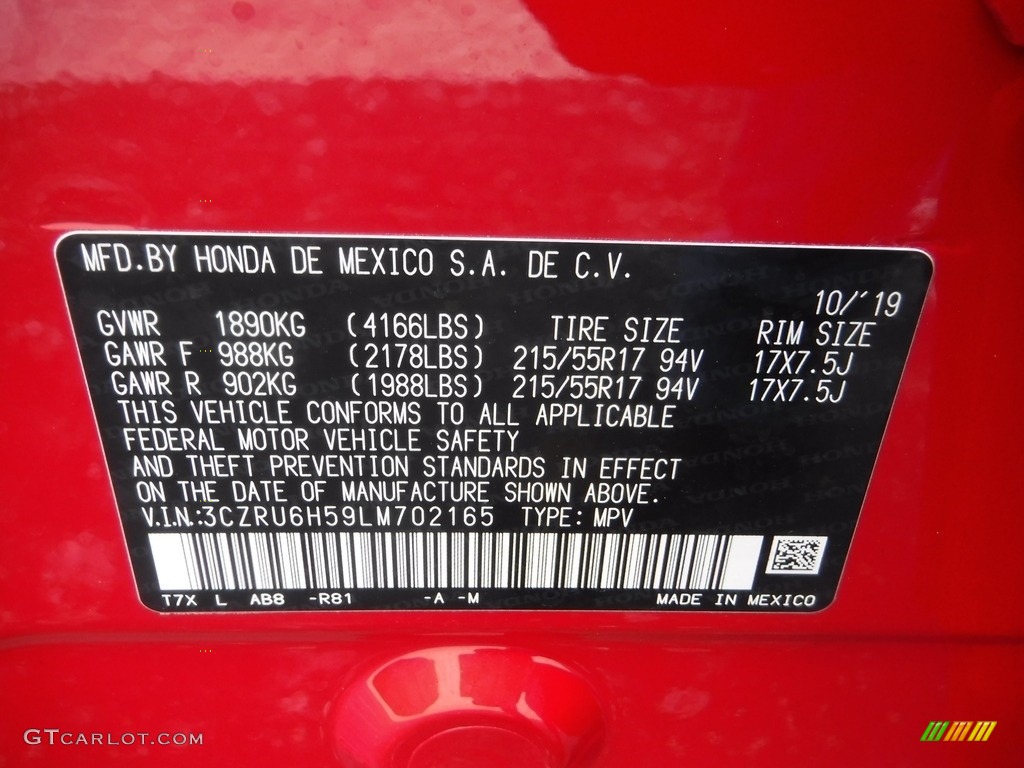 MFD.BY HONDA DE MEXICO S.A. DE C.V.
10/'19
GVWR 1890KG (4166LBS) TIRE SIZE RIM SIZE
GAWR F 988KG (2178LBS) 215/55R17 94V 17X7.5J
GAWR R 902KG (1988LBS) 215/55R17 94V 17X7.5J
THIS VEHICLE CONFORMS TO ALL APPLICABLE
FEDERAL MOTOR VEHICLE SAFETY
AND THEFT PREVENTION STANDARDS IN EFFECT
ON THE DATE OF MANUFACTURE SHOWN ABOVE.
V.I.N.:3CZRU6H59LM702165 TYPE: MPV
T7X L AB8 -R81 -A -M MADE IN MEXICO
GTCARLOT.COM